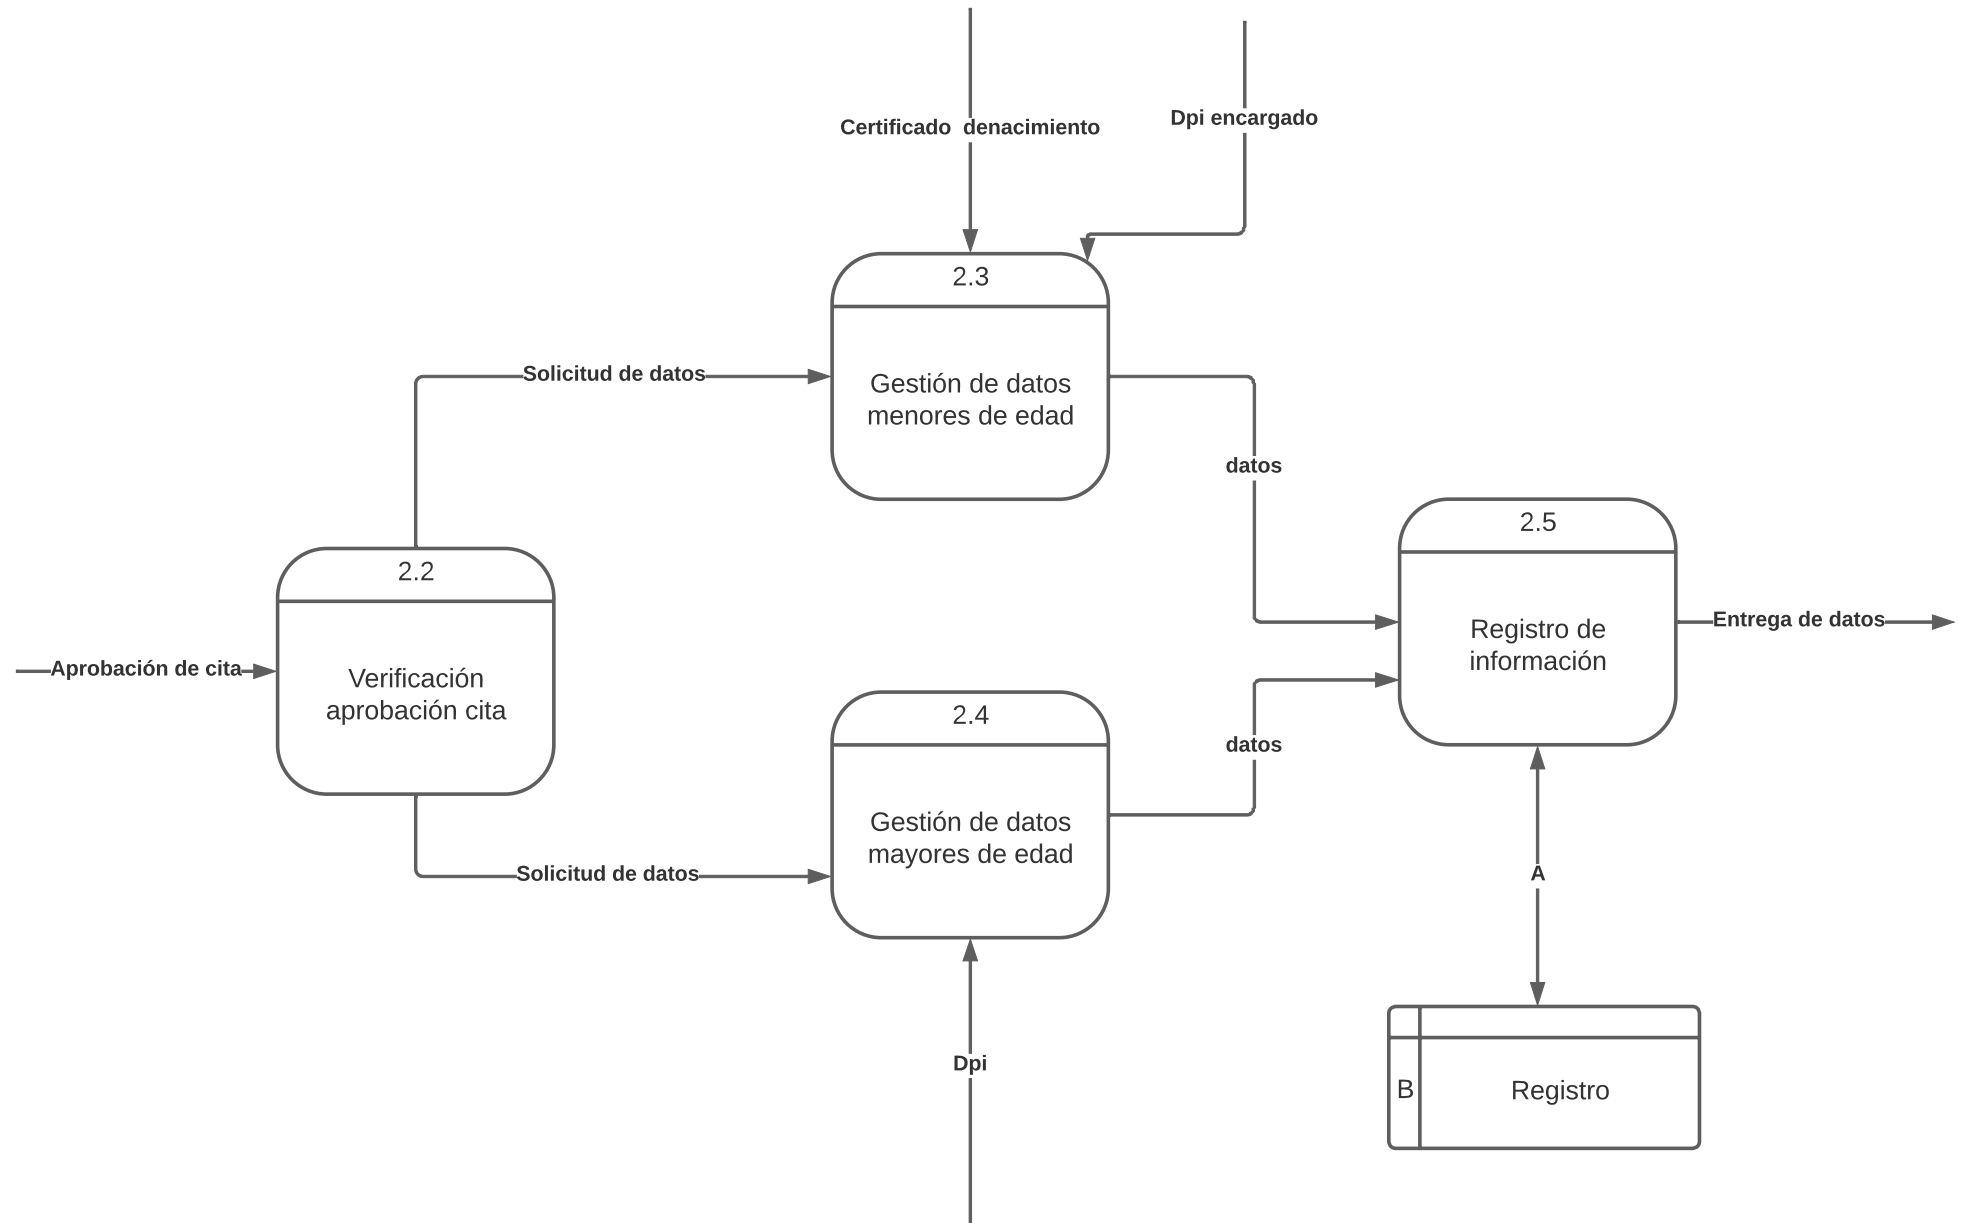 Certificado  denacimiento
Dpi encargado
2.3
Gestión de datos
menores de edad
Solicitud de datos
datos
2.2
Verificación
aprobación cita
Aprobación de cita
2.5
Registro de
información
Entrega de datos
2.4
Gestión de datos
mayores de edad
Solicitud de datos
datos
A
Dpi
B
Registro